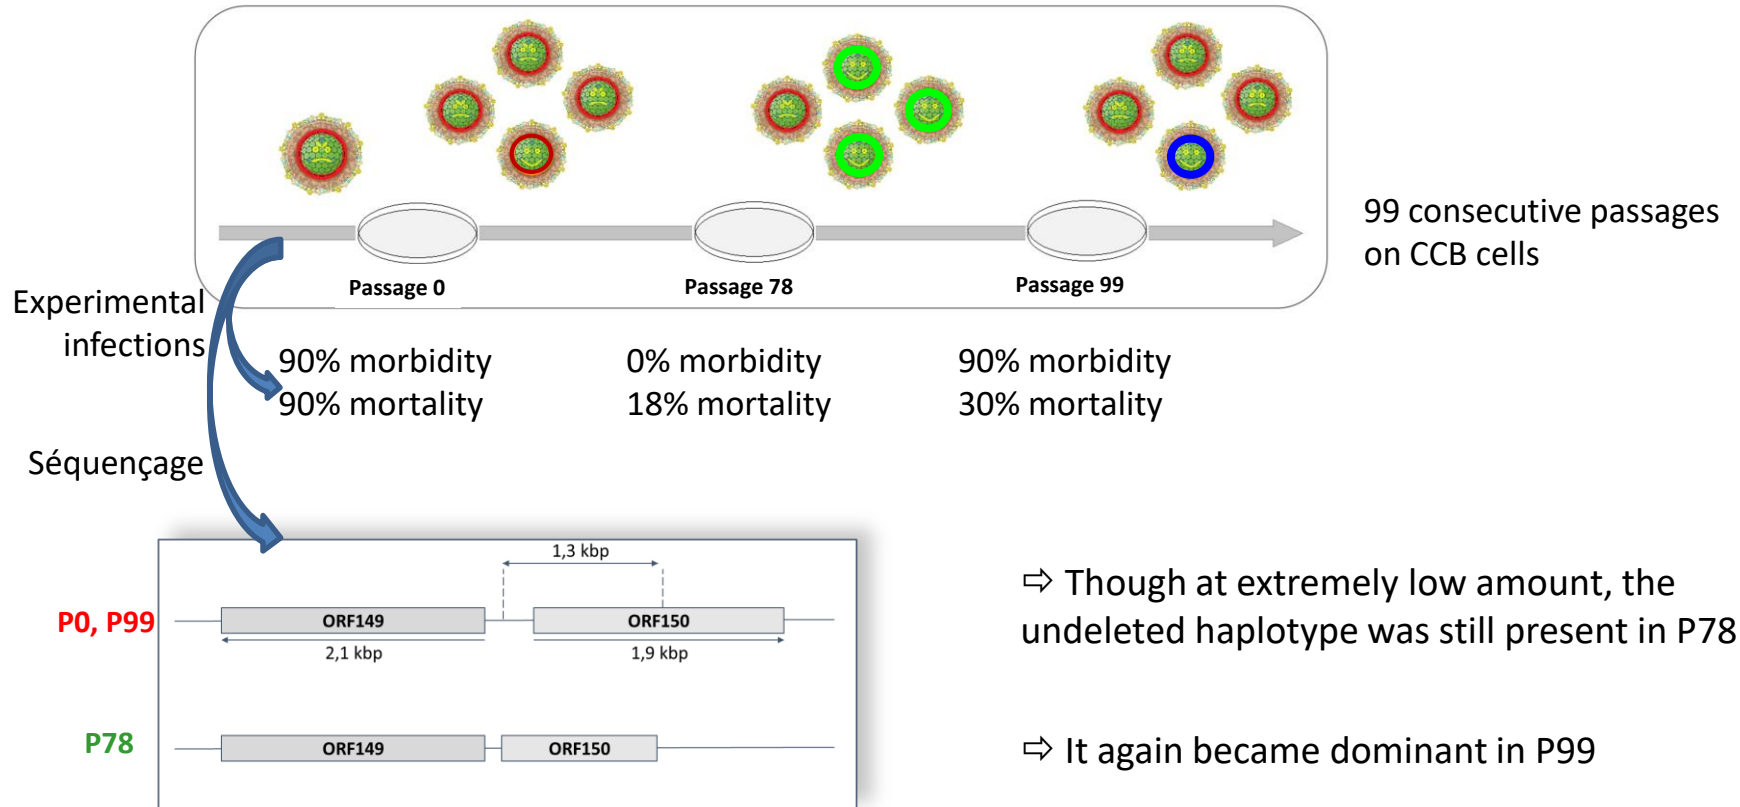 99 consecutive passages
on CCB cells
Passage 0
Passage 78
Passage 99
Experimental
infections
90% morbidity
90% mortality
0% morbidity
18% mortality
90% morbidity
30% mortality
Séquençage
1,3 kbp
P0, P99
ORF149
ORF150
2,1 kbp
1,9 kbp
P78
ORF149
ORF150
⇨ Though at extremely low amount, the
undeleted haplotype was still present in P78
⇨ It again became dominant in P99